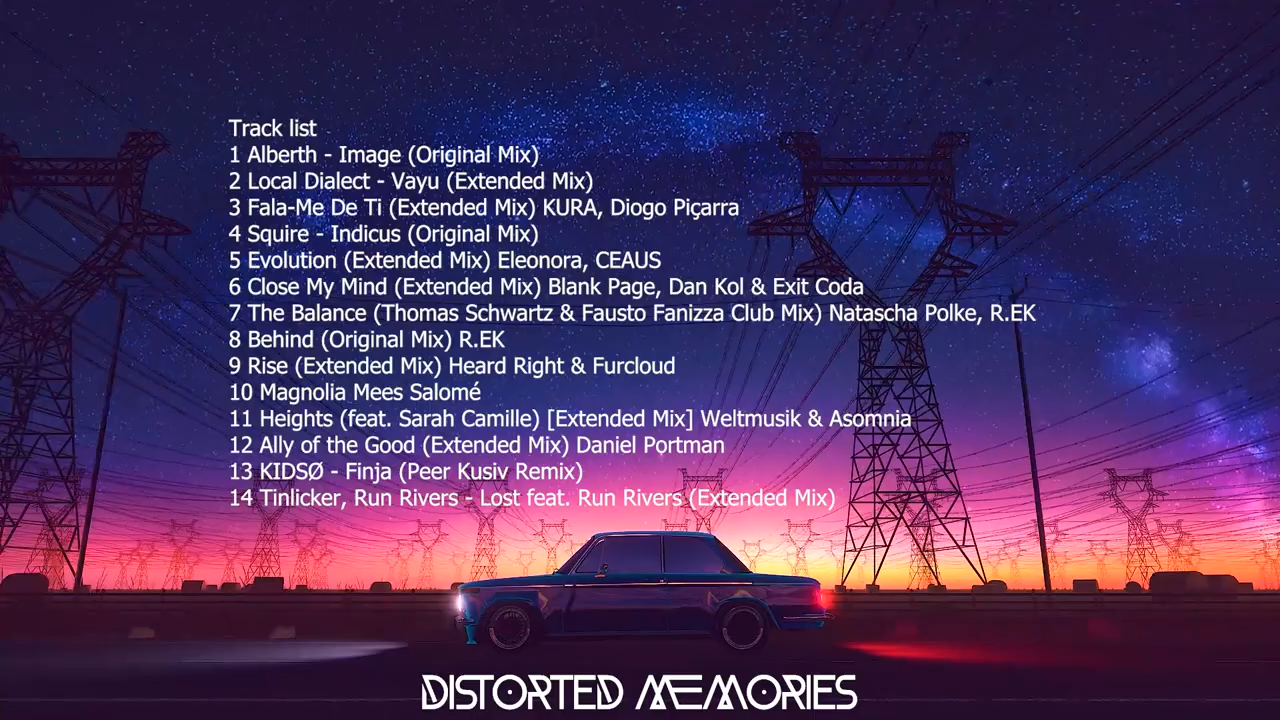 Track list
1 Alberth - Image (Original Mix)
2 Local Dialect - Vayu (Extended Mix)
3 Fala-Me De Ti (Extended Mix) KURA, Diogo Piçarra
4 Squire - Indicus (Original Mix)
5 Evolution (Extended Mix) Eleonora, CEAUS
6 Close My Mind (Extended Mix) Blank Page, Dan Kol & Exit Coda
7 The Balance (Thomas Schwartz & Fausto Fanizza Club Mix) Natascha Polke, R.EK
8 Behind (Original Mix) R.EK
9 Rise (Extended Mix) Heard Right & Furcloud
10 Magnolia Mees Salomé
11 Heights (feat. Sarah Camille) [Extended Mix] Weltmusik & Asomnia
12 Ally of the Good (Extended Mix) Daniel Portman
13 KIDSØ - Finja (Peer Kusiv Remix)
14 Tinlicker, Run Rivers - Lost feat. Run Rivers (Extended Mix)
DISTORTED MEMORIES